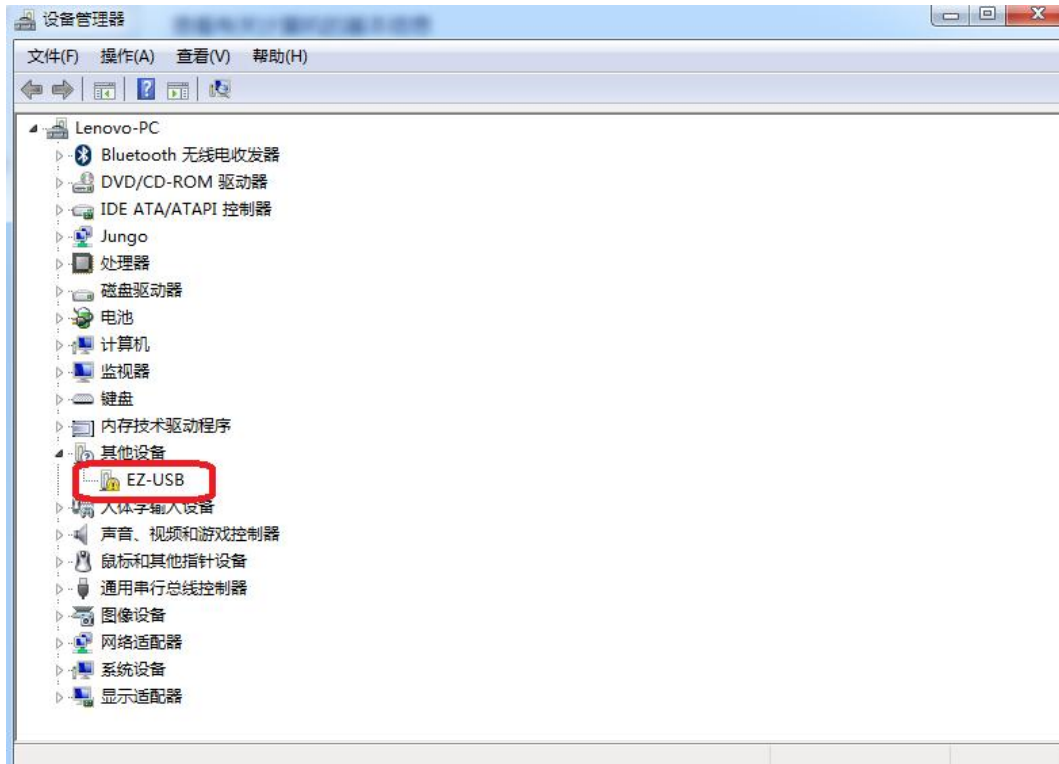 设备管理器
文件(F) 操作(A) 查看(V) 帮助(H)
Lenovo-PC
Bluetooth 无线电收发器
DVD/CD-ROM 驱动器
IDE ATA/ATAPI 控制器
Jungo
处理器
磁盘驱动器
电池
计算机
监视器
键盘
内存技术驱动程序
其他设备
EZ-USB
人体学输入设备
声音、视频和游戏控制器
鼠标和其他指针设备
通用串行总线控制器
图像设备
网络适配器
系统设备
显示适配器